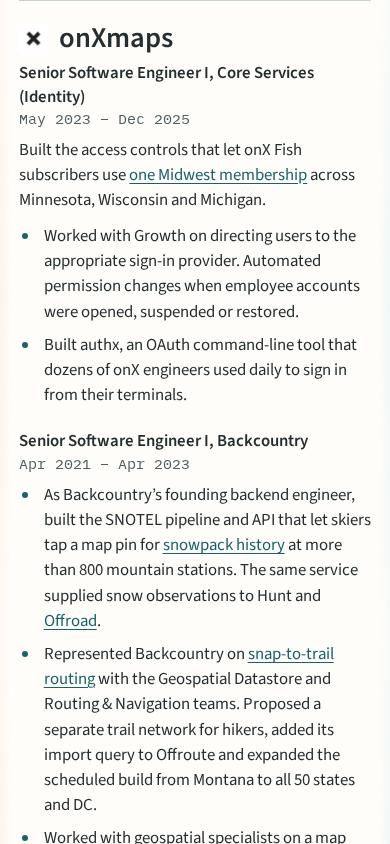 onXmaps
Senior Software Engineer I, Core Services
(Identity)
May 2023 – Dec 2025
Built the access controls that let onX Fish
subscribers use one Midwest membership across
Minnesota, Wisconsin and Michigan.
• Worked with Growth on directing users to the
appropriate sign-in provider. Automated
permission changes when employee accounts
were opened, suspended or restored.
• Built authx, an OAuth command-line tool that
dozens of onX engineers used daily to sign in
from their terminals.
Senior Software Engineer I, Backcountry
Apr 2021 – Apr 2023
• As Backcountry’s founding backend engineer,
built the SNOTEL pipeline and API that let skiers
tap a map pin for snowpack history at more
than 800 mountain stations. The same service
supplied snow observations to Hunt and
Offroad.
• Represented Backcountry on snap-to-trail
routing with the Geospatial Datastore and
Routing & Navigation teams. Proposed a
separate trail network for hikers, added its
import query to Offroute and expanded the
scheduled build from Montana to all 50 states
and DC.
• Worked with geospatial specialists on a map